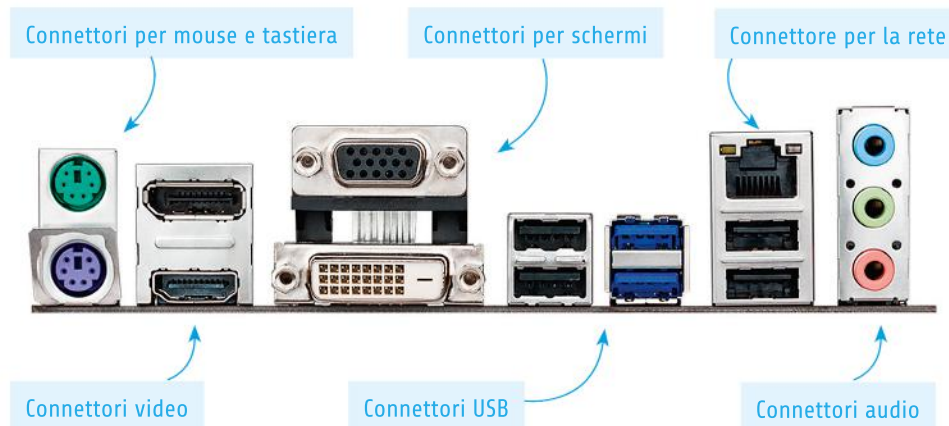 Connettori per mouse e tastiera
Connettori per schermi
Connettore per la rete
Connettori video
Connettori USB
Connettori audio